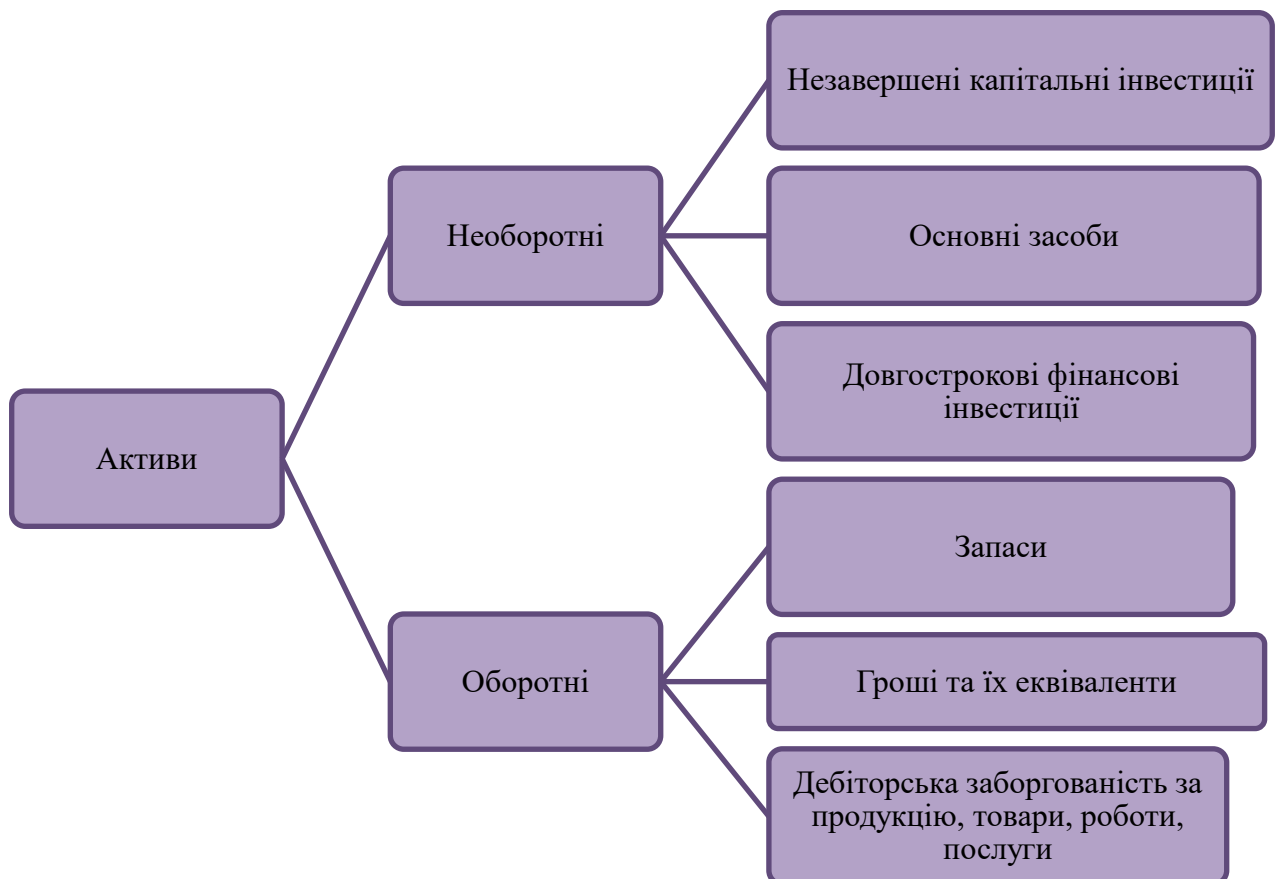 Незавершені капітальні інвестиції
Необоротні
Основні засоби
Довгострокові фінансові
інвестиції
Активи
Запаси
Оборотні
Гроші та їх еквіваленти
Дебіторська заборгованість за
продукцію, товари, роботи,
послуги